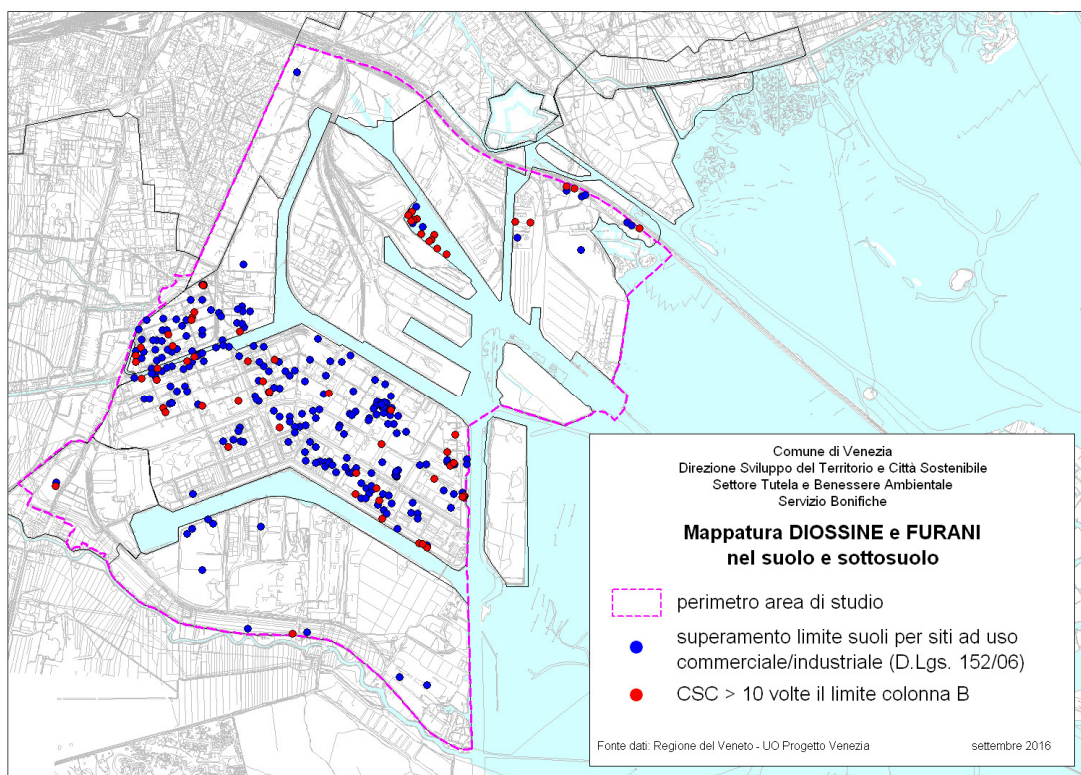 Comune di Venezia
Direzione Sviluppo del Territorio e Città Sostenibile
Settore Tutela e Benessere Ambientale
Servizio Bonifiche
Mappatura DIOSSINE e FURANI
nel suolo e sottosuolo
perimetro area di studio
superamento limite suoli per siti ad uso
commerciale/industriale (D.Lgs. 152/06)
CSC > 10 volte il limite colonna B
Fonte dati: Regione del Veneto - UO Progetto Venezia settembre 2016